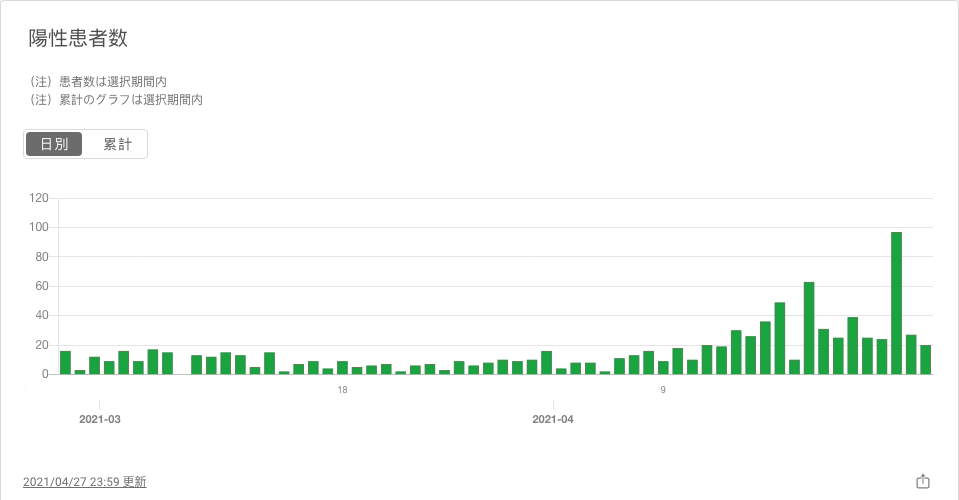 陽性患者数
（注）患者数は選択期間内
（注）累計のグラフは選択期間内
日別 累計
120
100
80
60
40
20
0
18 9
2021-03 2021-04
2021/04/27 23:59 更新